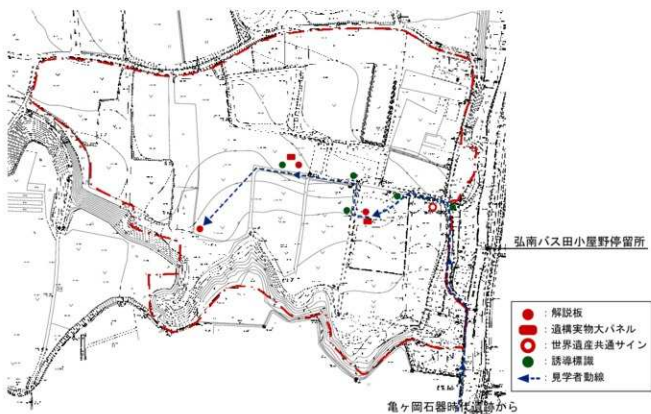 弘南バス田小屋野停留所
：解説板
：遺構実物大パネル
：世界遺産共通サイン
：誘導標識
：見学者動線
亀ヶ岡石器時代遺跡から